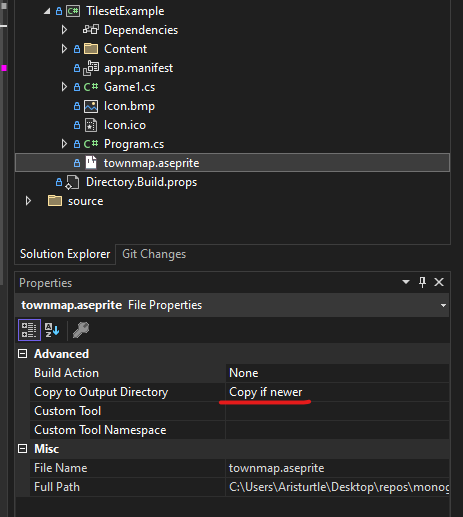 TilesetExample
Dependencies
Content
app.manifest
C# Game1.cs
Icon.bmp
Icon.ico
C# Program.cs
townmap.aseprite
Directory.Build.props
source
Solution Explorer Git Changes
Properties
townmap.aseprite File Properties
Advanced
Build Action None
Copy to Output Directory Copy if newer
Custom Tool
Custom Tool Namespace
Misc
File Name townmap.aseprite
Full Path C:\Users\Aristurtle\Desktop\repos\monog